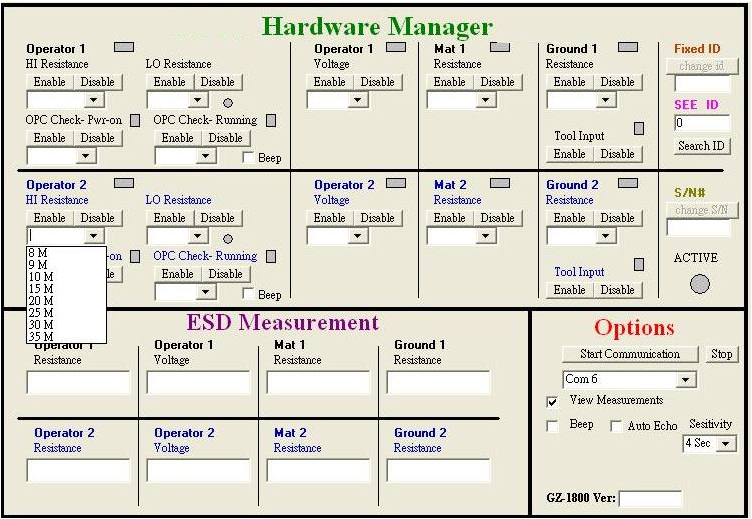 Hardware Manager
Operator 1 Operator 1 Mat 1 Ground 1 Fixed ID
HI Resistance LO Resistance Voltage Resistance Resistance change id
Enable Disable Enable Disable Enable Disable Enable Disable Enable Disable
SEE ID
OPC Check- Pwr-on OPC Check- Running 0
Enable Disable Enable Disable Tool Input
Beep Enable Disable Search ID
Operator 2 Operator 2 Mat 2 Ground 2 S/N#
HI Resistance LO Resistance Voltage Resistance Resistance change S/N
Enable Disable Enable Disable Enable Disable Enable Disable Enable Disable
8 M -on OPC Check- Running ACTIVE
9 M
10 M le Enable Disable Tool Input
15 M Beep Enable Disable
20 M
25 M
30 M
35 M
ESD Measurement
Operator 1 Operator 1 Mat 1 Ground 1
Resistance Voltage Resistance Resistance
Operator 2 Operator 2 Mat 2 Ground 2
Resistance Voltage Resistance Resistance
Options
Start Communication Stop
Com 6
View Measurements
Beep Auto Echo Sesitivity
4 Sec
GZ-1800 Ver: